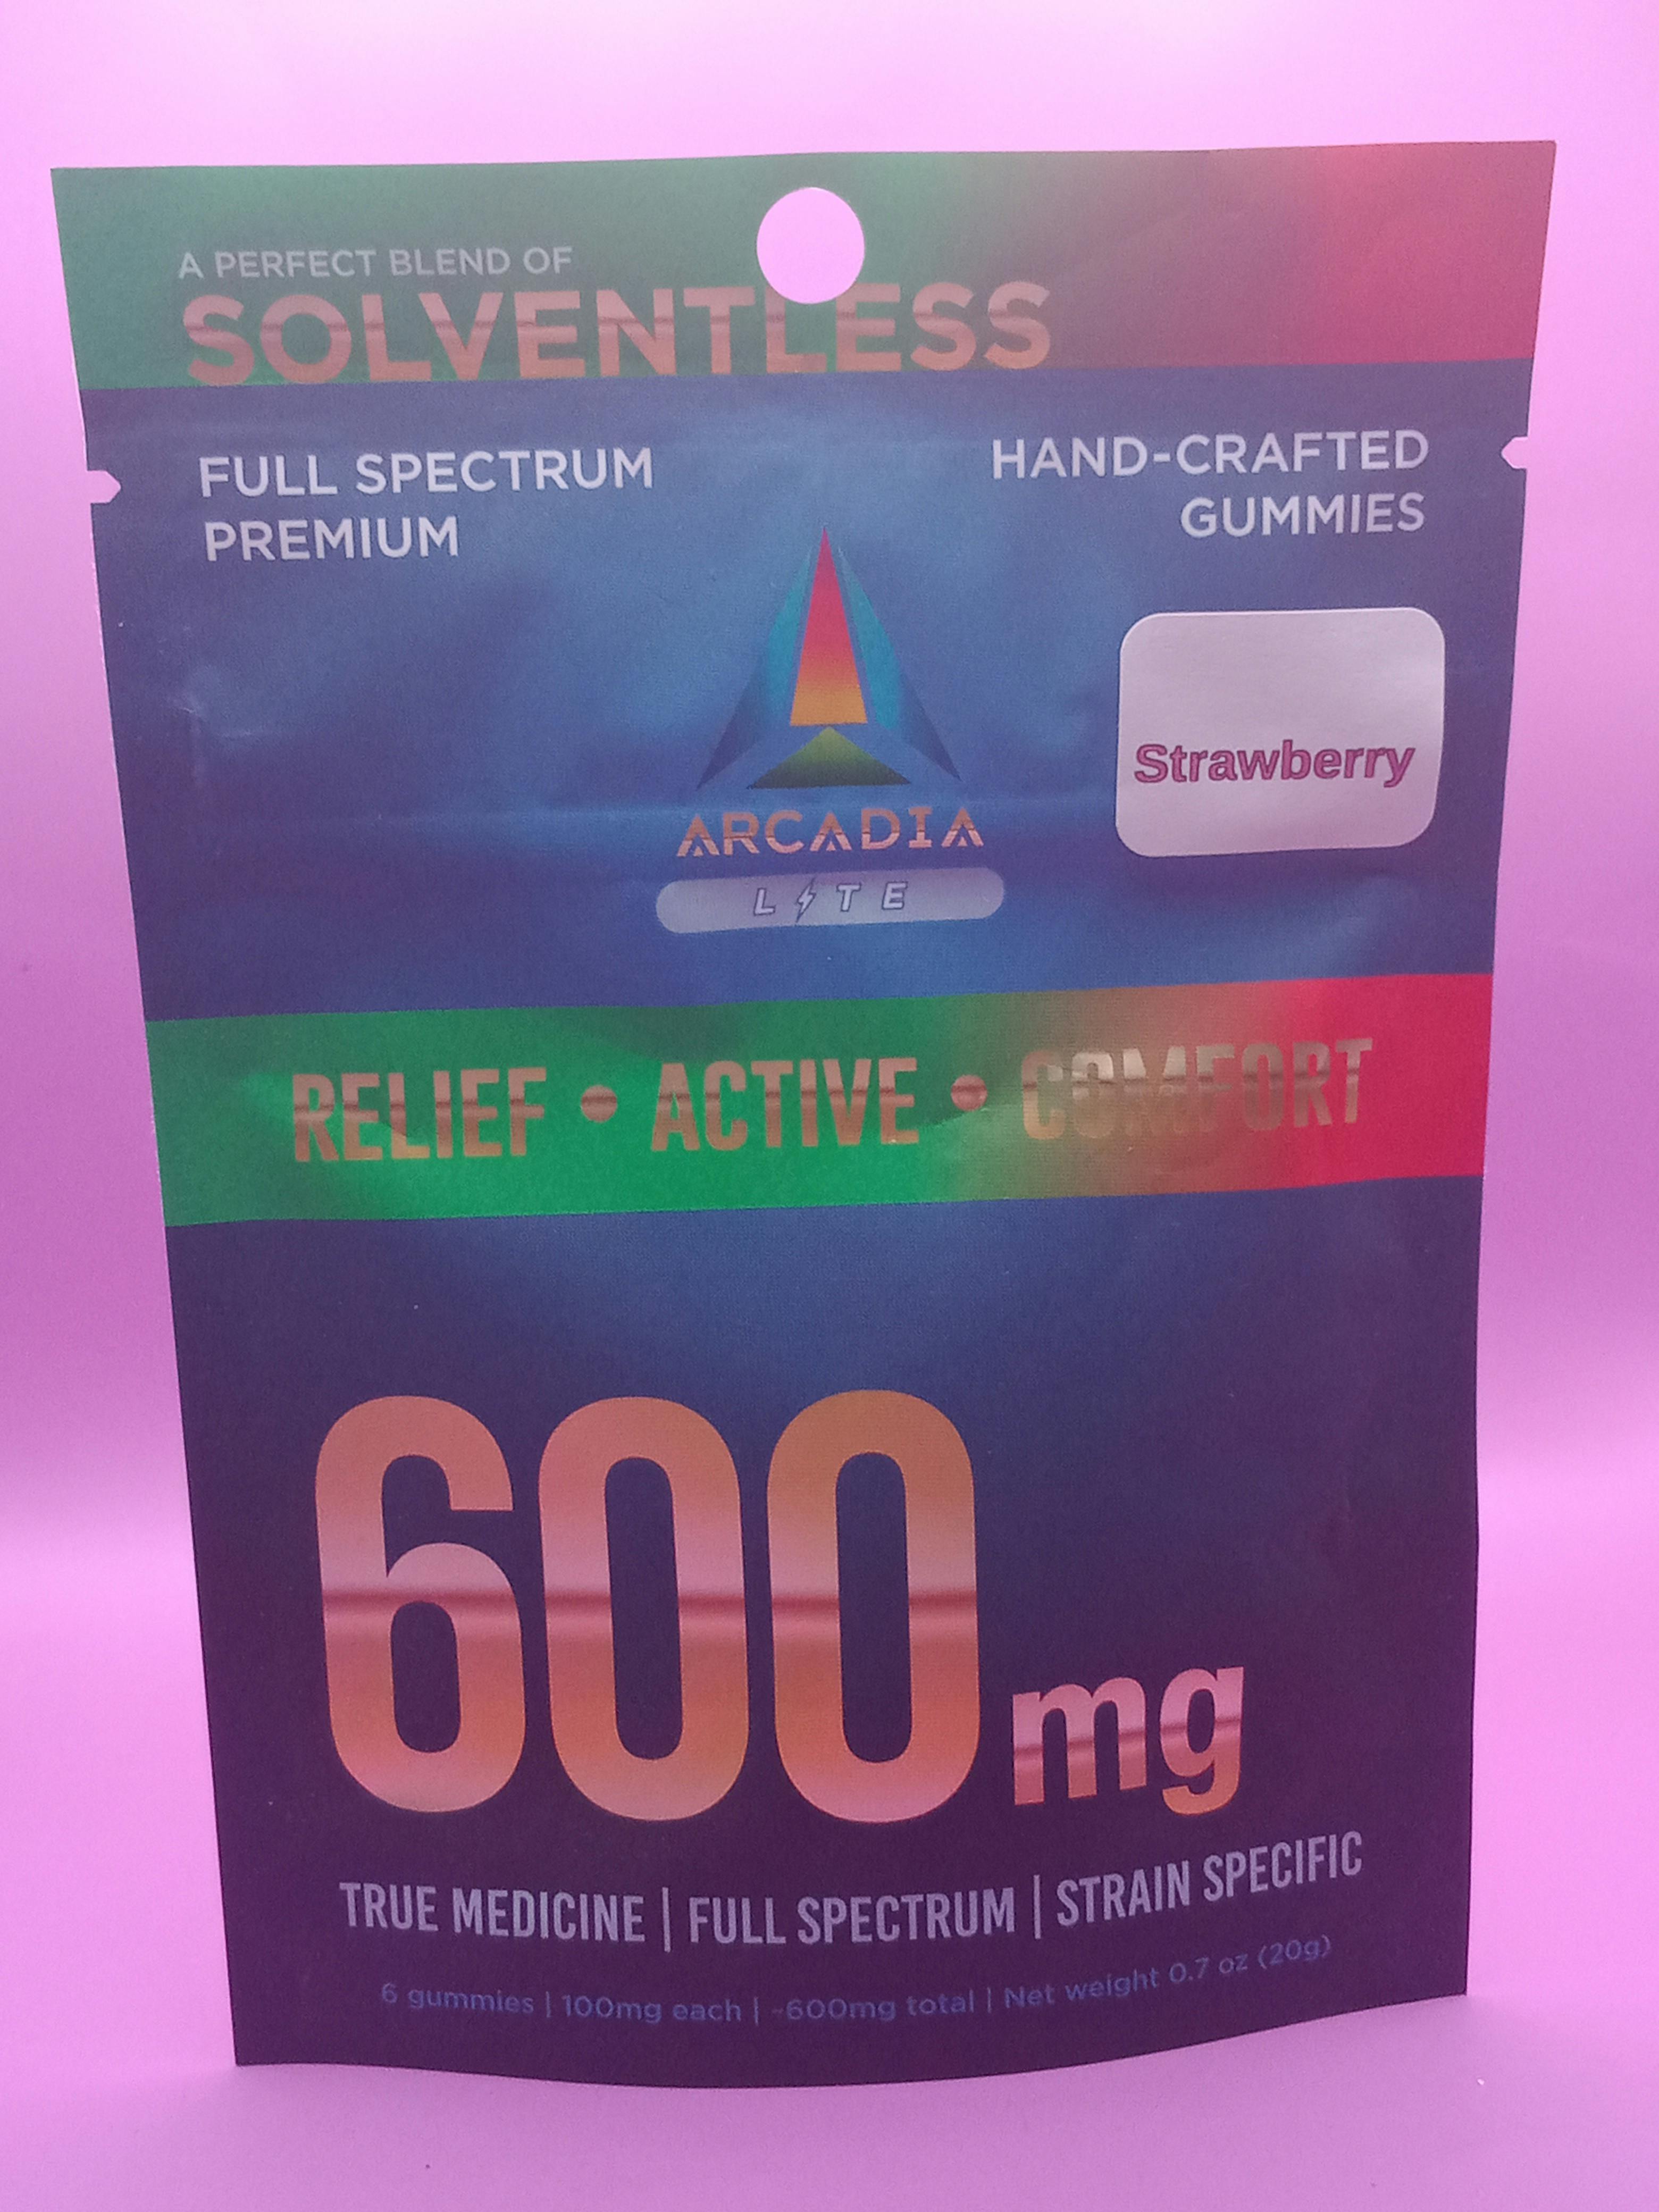 A PERFECT BLEND OF
SOLVENTLESS
FULL SPECTRUM
PREMIUM
HAND-CRAFTED
GUMMIES
Strawberry
ARCADIA
LITE
RELIEF • ACTIVE • COMFORT
600mg
TRUE MEDICINE | FULL SPECTRUM | STRAIN SPECIFIC
6 gummies | 100mg each | ~600mg total | Net weight 0.7 oz (20g)